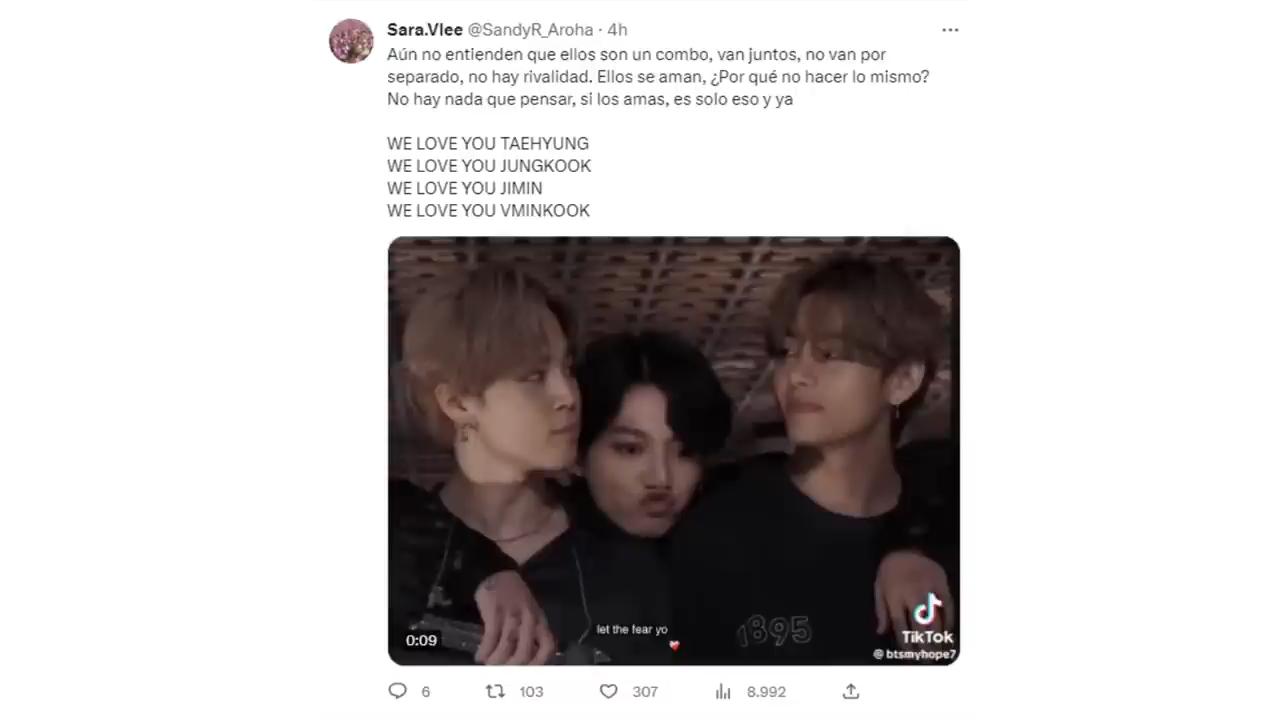 Sara.Vlee @SandyR_Aroha · 4h
Aún no entienden que ellos son un combo, van juntos, no van por
separado, no hay rivalidad. Ellos se aman, ¿Por qué no hacer lo mismo?
No hay nada que pensar, si los amas, es solo eso y ya
WE LOVE YOU TAEHYUNG
WE LOVE YOU JUNGKOOK
WE LOVE YOU JIMIN
WE LOVE YOU VMINKOOK
1895
let the fear yo
0:09
TikTok
@btsmyhope7
6 103 307 8.992